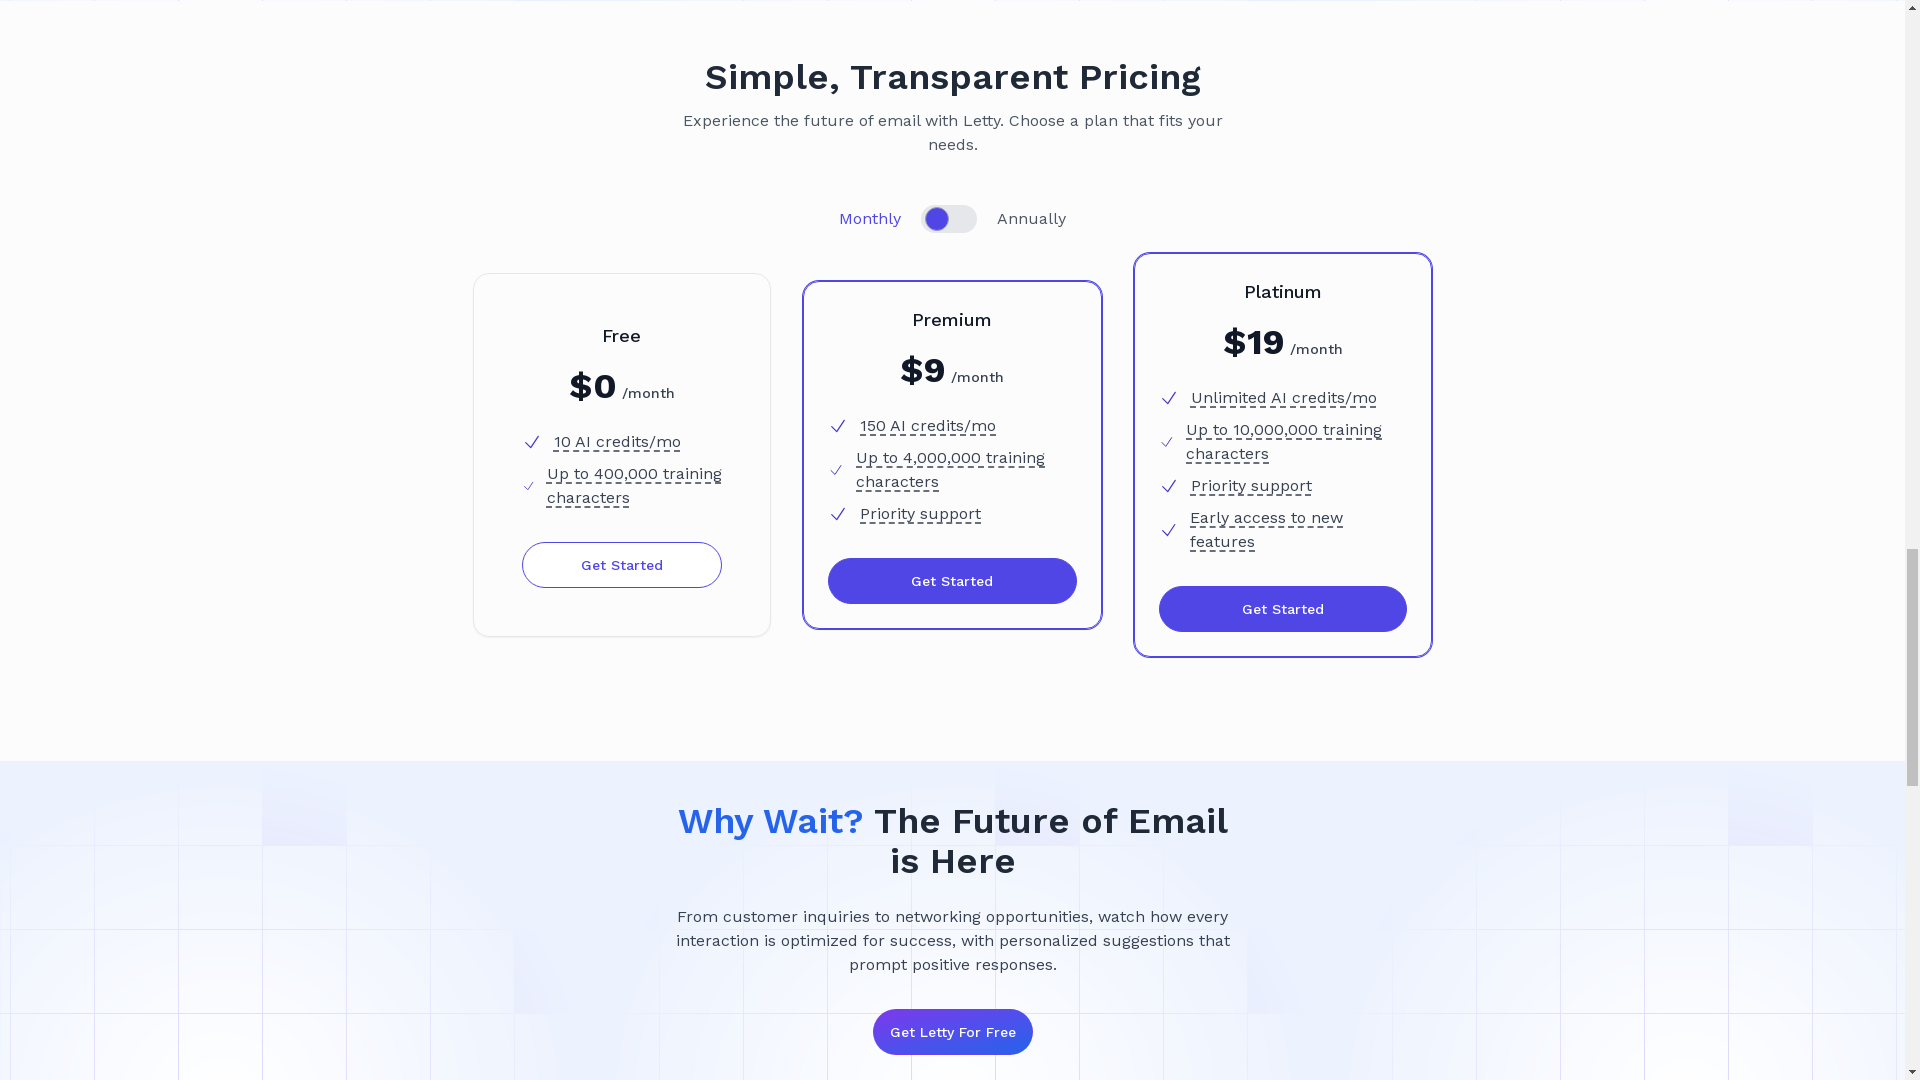 Simple, Transparent Pricing
Experience the future of email with Letty. Choose a plan that fits your
needs.
Monthly
Annually
Free
$0 /month
10 AI credits/mo
Up to 400,000 training
characters
Get Started
Premium
$9 /month
150 AI credits/mo
Up to 4,000,000 training
characters
Priority support
Get Started
Platinum
$19 /month
Unlimited AI credits/mo
Up to 10,000,000 training
characters
Priority support
Early access to new
features
Get Started
Why Wait? The Future of Email
is Here
From customer inquiries to networking opportunities, watch how every
interaction is optimized for success, with personalized suggestions that
prompt positive responses.
Get Letty For Free